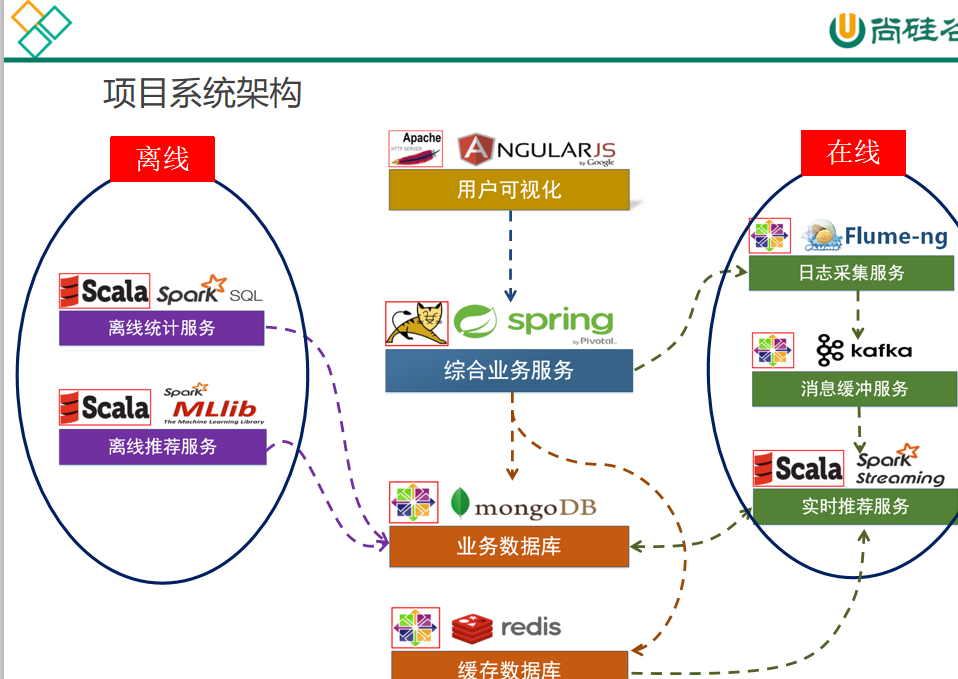 尚硅谷
项目系统架构
离线
Scala Spark SQL
离线统计服务
Scala Spark MLlib
The Machine Learning Library
离线推荐服务
Apache
HTTP SERVER
ANGULARJS
by Google
用户可视化
spring
by Pivotal
综合业务服务
mongoDB
业务数据库
redis
缓存数据库
在线
Flume-ng
日志采集服务
kafka
消息缓冲服务
Scala Spark Streaming
实时推荐服务